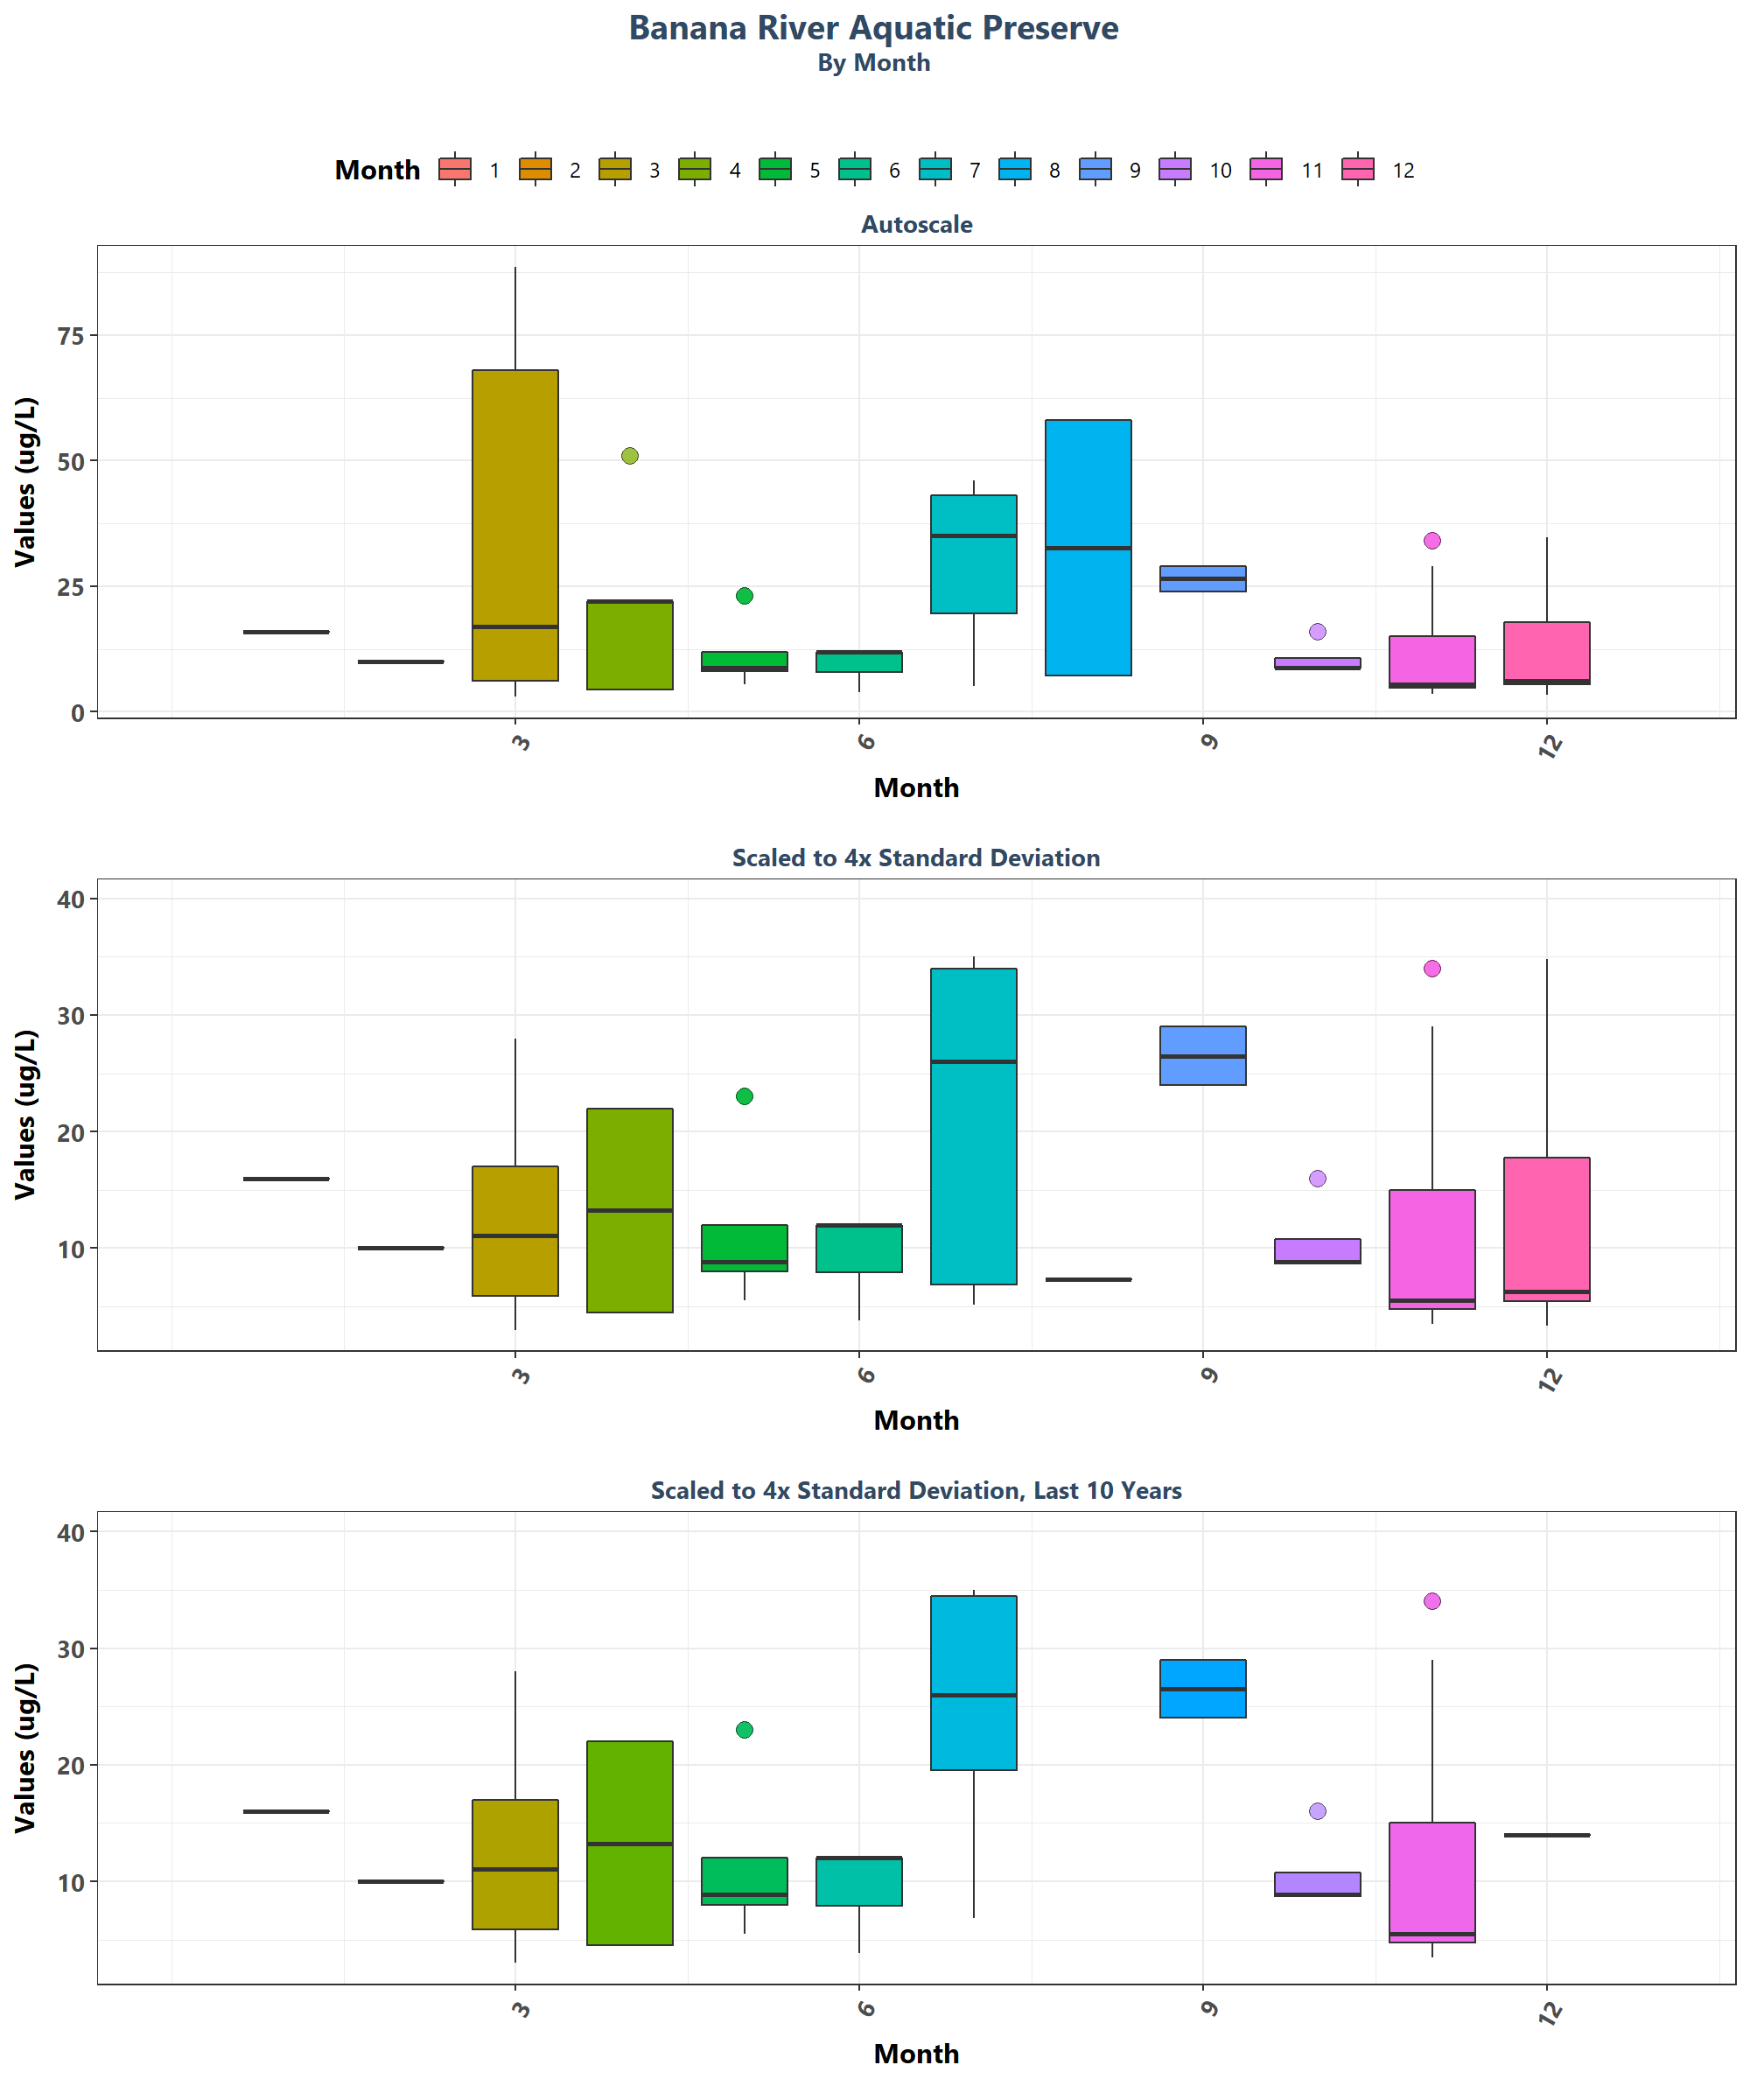 Banana River Aquatic Preserve
By Month
Month 1 2 3 4 5 6 7 8 9 10 11 12
Autoscale
Values (ug/L)
75
50
25
0
3 6 9 12
Month
Scaled to 4x Standard Deviation
Values (ug/L)
40
30
20
10
3 6 9 12
Month
Scaled to 4x Standard Deviation, Last 10 Years
Values (ug/L)
40
30
20
10
3 6 9 12
Month